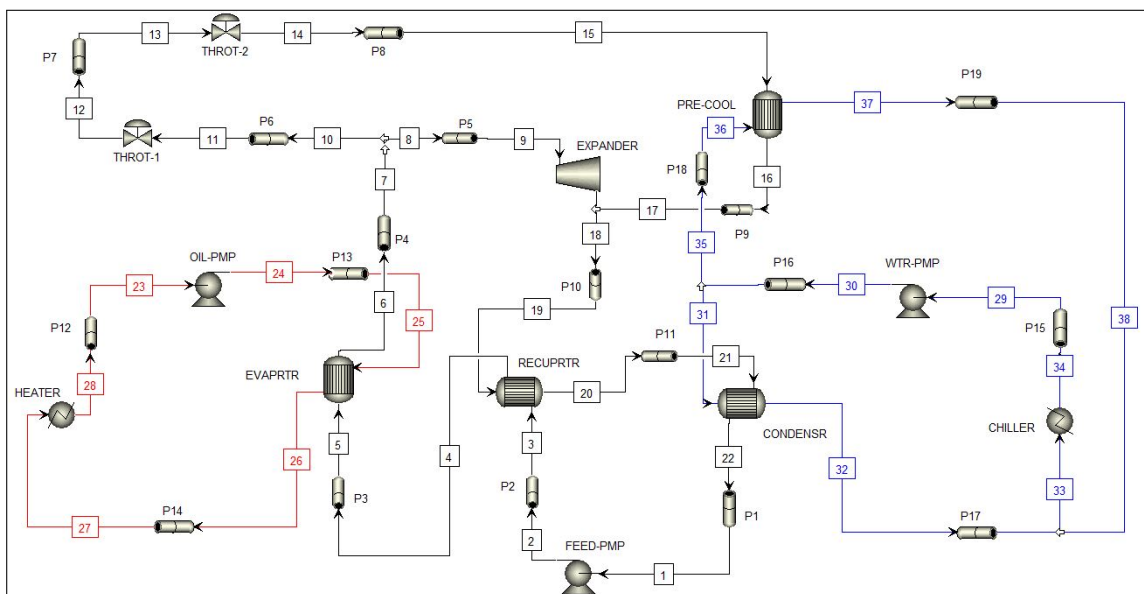 13
14
15
P7
THROT-2
P8
P19
12
PRE-COOL
37
36
11
P6
10
8
P5
9
THROT-1
EXPANDER
P18
16
7
17
P9
18
P4
35
OIL-PMP
P16
WTR-PMP
23
24
P13
P10
30
29
6
19
31
P15
38
P12
25
P11
21
34
EVAPRTR
RECUPRTR
28
20
HEATER
CHILLER
CONDENSR
5
4
3
22
26
32
33
P3
P2
P1
P14
P17
27
2
FEED-PMP
1